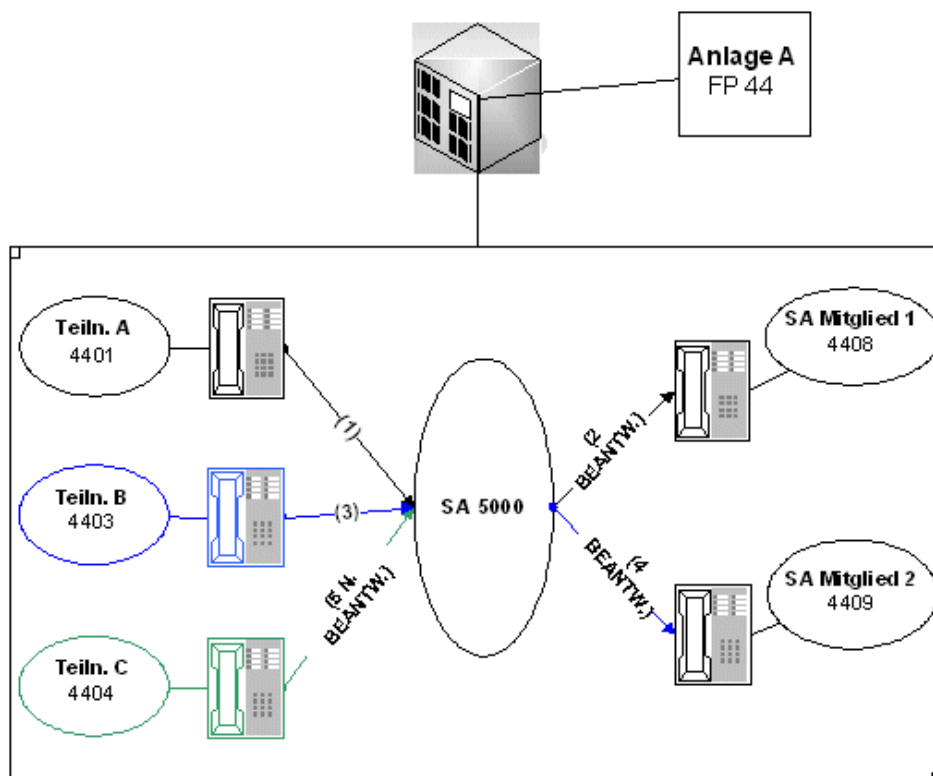 Anlage A
FP 44
Teiln. A
4401
SA Mitglied 1
4408
(1)
(2
BEANTW.)
Teiln. B
4403
(3)
SA 5000
(4
BEANTW.)
SA Mitglied 2
4409
(5 N.
BEANTW.)
Teiln. C
4404